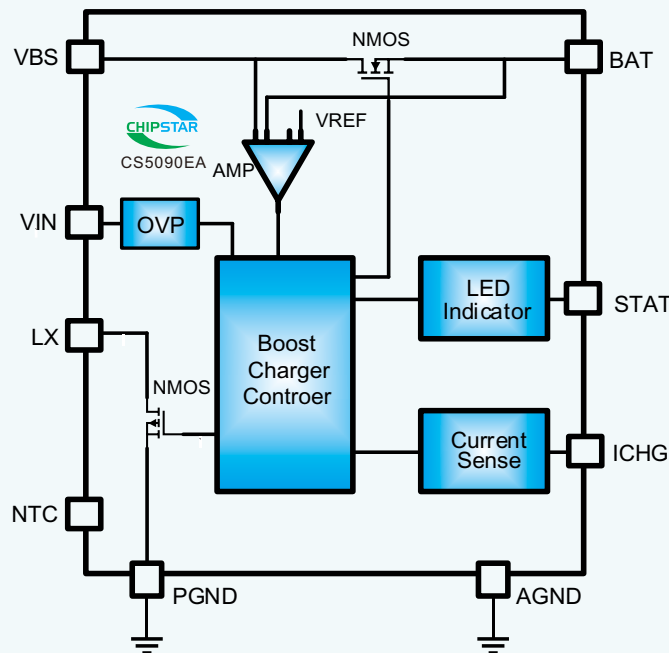 NMOS
VBS
BAT
VREF
CHIPSTAR
CS5090EA
AMP
VIN
OVP
LED
Indicator
STAT
LX
Boost
Charger
Controer
NMOS
Current
Sense
ICHG
NTC
PGND
AGND